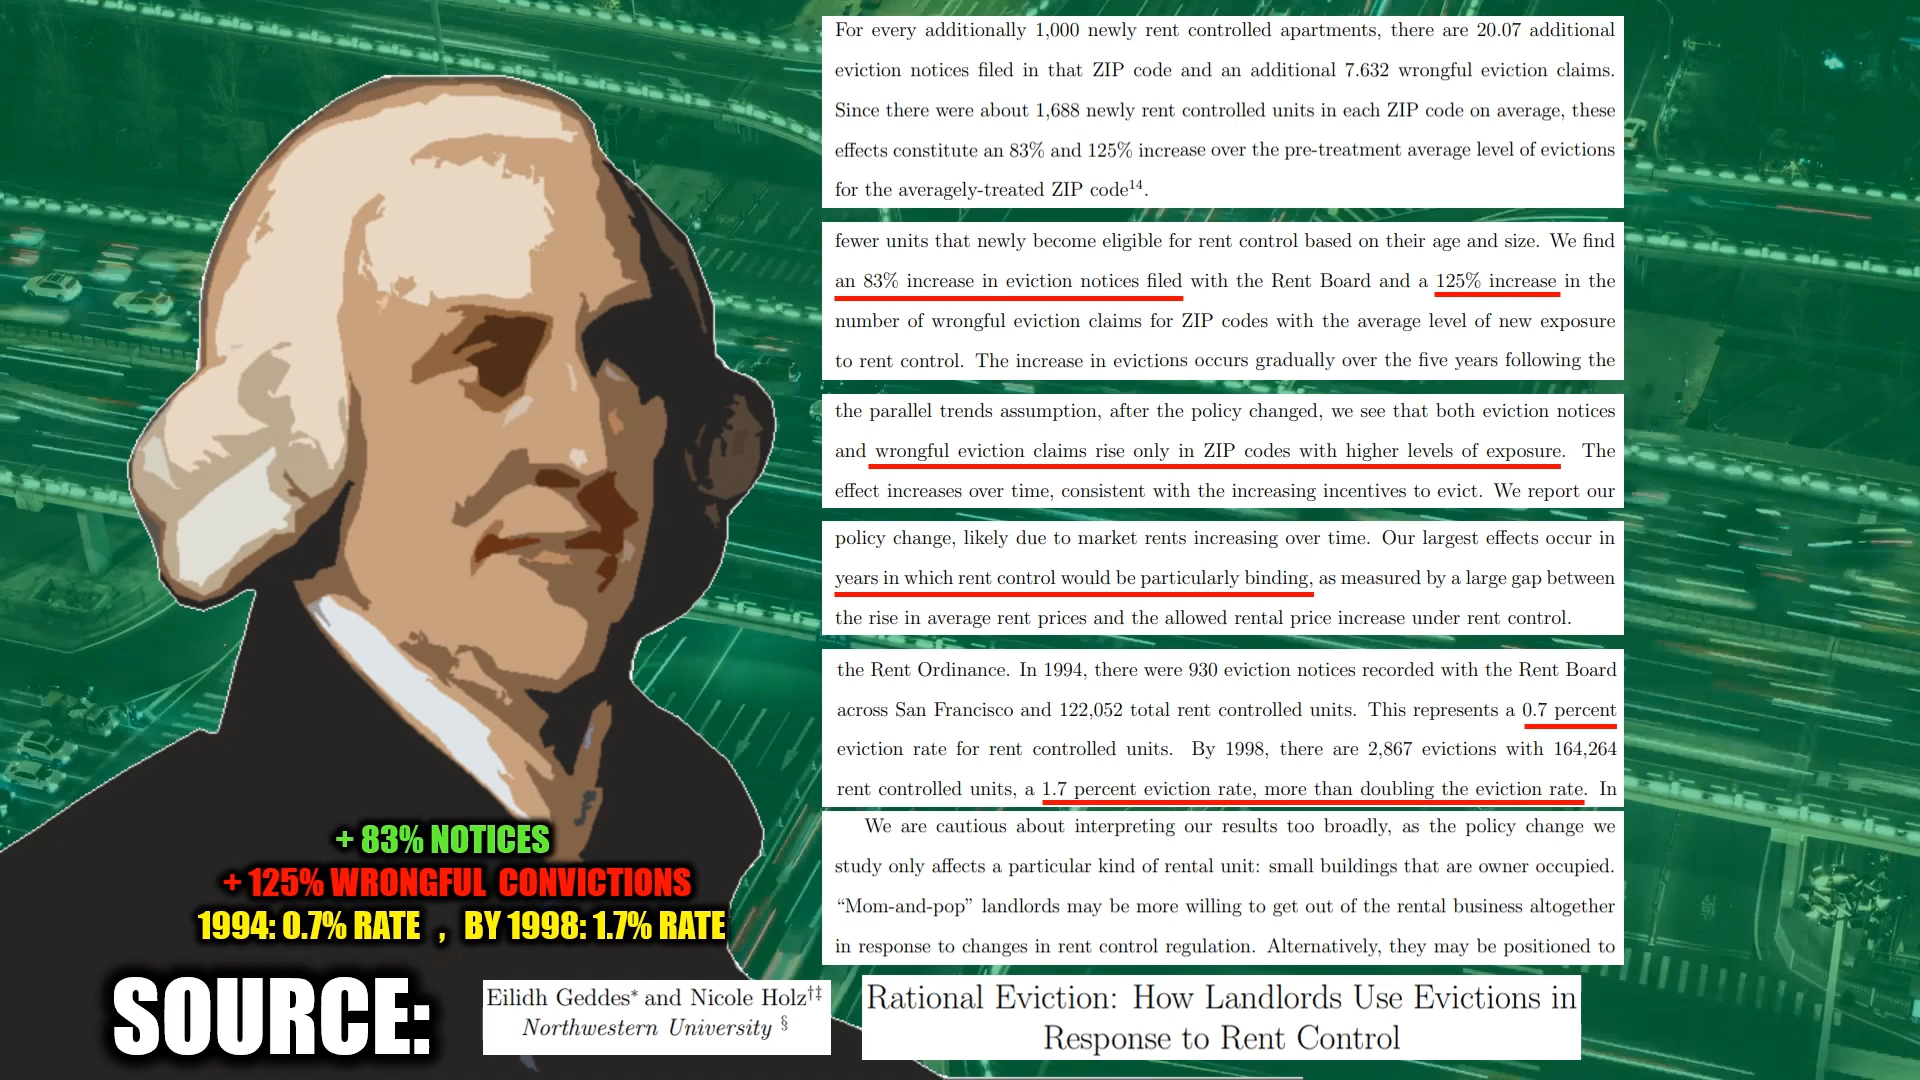 For every additionally 1,000 newly rent controlled apartments, there are 20.07 additional
eviction notices filed in that ZIP code and an additional 7.632 wrongful eviction claims.
Since there were about 1,688 newly rent controlled units in each ZIP code on average, these
effects constitute an 83% and 125% increase over the pre-treatment average level of evictions
for the averagely-treated ZIP code¹⁴.
fewer units that newly become eligible for rent control based on their age and size. We find
an 83% increase in eviction notices filed with the Rent Board and a 125% increase in the
number of wrongful eviction claims for ZIP codes with the average level of new exposure
to rent control. The increase in evictions occurs gradually over the five years following the
the parallel trends assumption, after the policy changed, we see that both eviction notices
and wrongful eviction claims rise only in ZIP codes with higher levels of exposure. The
effect increases over time, consistent with the increasing incentives to evict. We report our
policy change, likely due to market rents increasing over time. Our largest effects occur in
years in which rent control would be particularly binding, as measured by a large gap between
the rise in average rent prices and the allowed rental price increase under rent control.
the Rent Ordinance. In 1994, there were 930 eviction notices recorded with the Rent Board
across San Francisco and 122,052 total rent controlled units. This represents a 0.7 percent
eviction rate for rent controlled units. By 1998, there are 2,867 evictions with 164,264
rent controlled units, a 1.7 percent eviction rate, more than doubling the eviction rate. In
We are cautious about interpreting our results too broadly, as the policy change we
study only affects a particular kind of rental unit: small buildings that are owner occupied.
“Mom-and-pop” landlords may be more willing to get out of the rental business altogether
in response to changes in rent control regulation. Alternatively, they may be positioned to
+ 83% NOTICES
+ 125% WRONGFUL CONVICTIONS
1994: 0.7% RATE , BY 1998: 1.7% RATE
SOURCE:
Eilidh Geddes* and Nicole Holz†‡
Northwestern University §
Rational Eviction: How Landlords Use Evictions in
Response to Rent Control